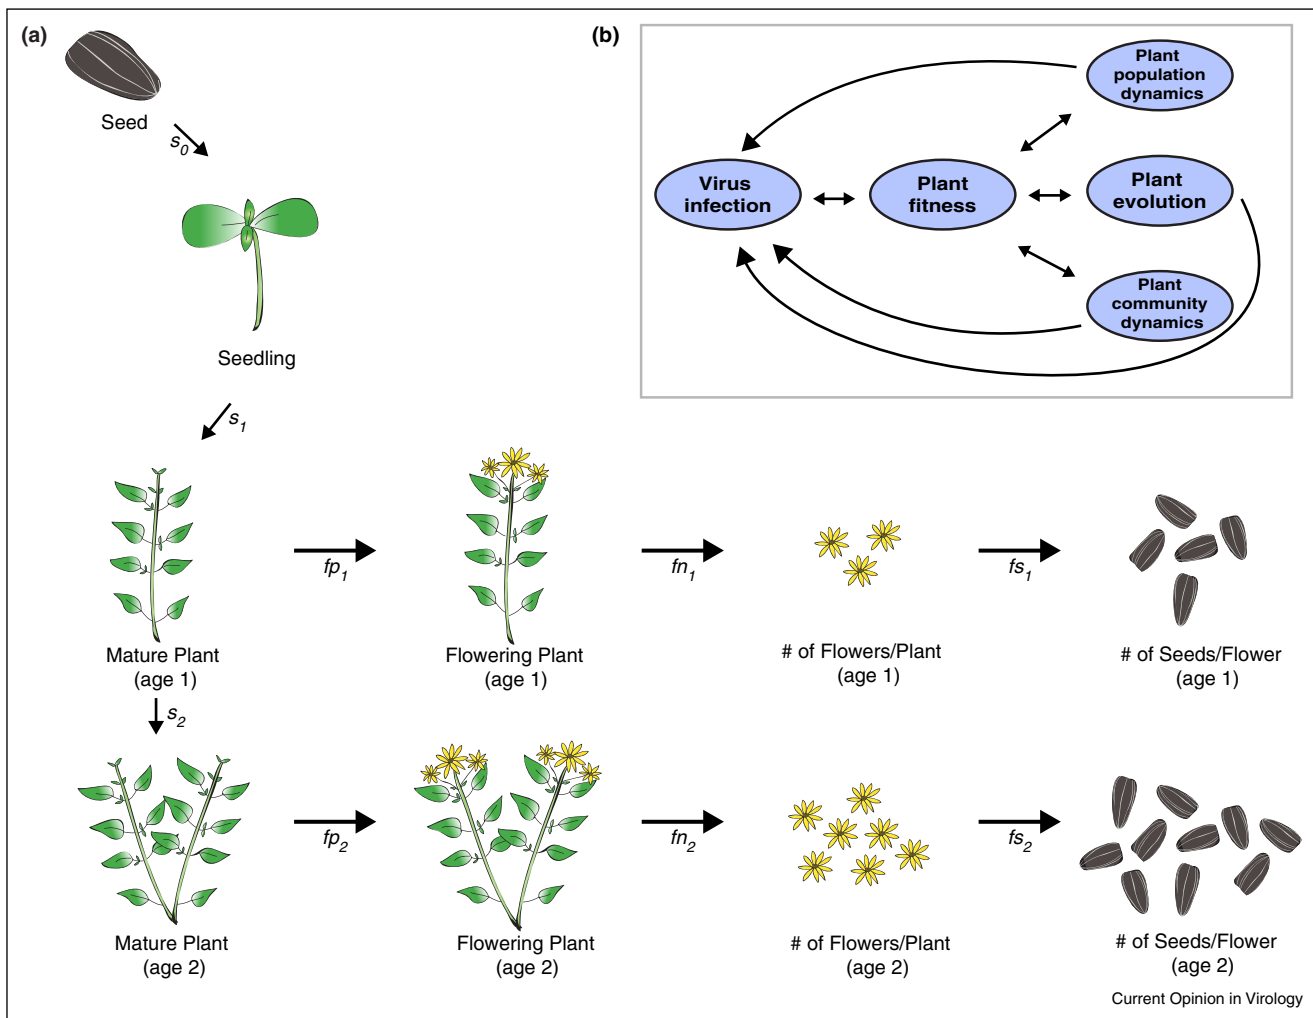 (a)
Seed
s0
Seedling
s1
(b)
Plant
population
dynamics
Virus
infection
Plant
fitness
Plant
evolution
Plant
community
dynamics
fp1
fn1
fs1
Mature Plant
(age 1)
Flowering Plant
(age 1)
# of Flowers/Plant
(age 1)
# of Seeds/Flower
(age 1)
s2
fp2
fn2
fs2
Mature Plant
(age 2)
Flowering Plant
(age 2)
# of Flowers/Plant
(age 2)
# of Seeds/Flower
(age 2)
Current Opinion in Virology